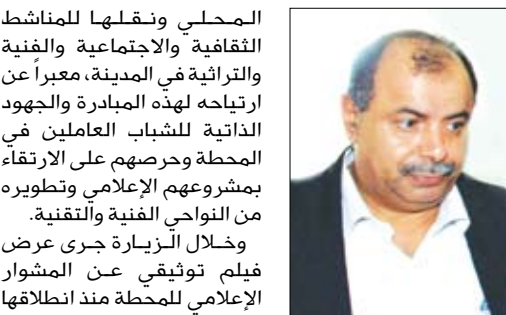 المحلي ونقلها للمناشط
الثقافية والاجتماعية والفنية
والتراثية في المدينة، معبراً عن
ارتياحه لهذه المبادرة والجهود
الذاتية للشباب العاملين في
المحطة وحرصهم على الارتقاء
بمشروعهم الإعلامي وتطويره
من النواحي الفنية والتقنية.
وخلال الزيارة جرى عرض
فيلم توثيقي عن المشوار
الإعلامي للمحطة منذ انطلاقها